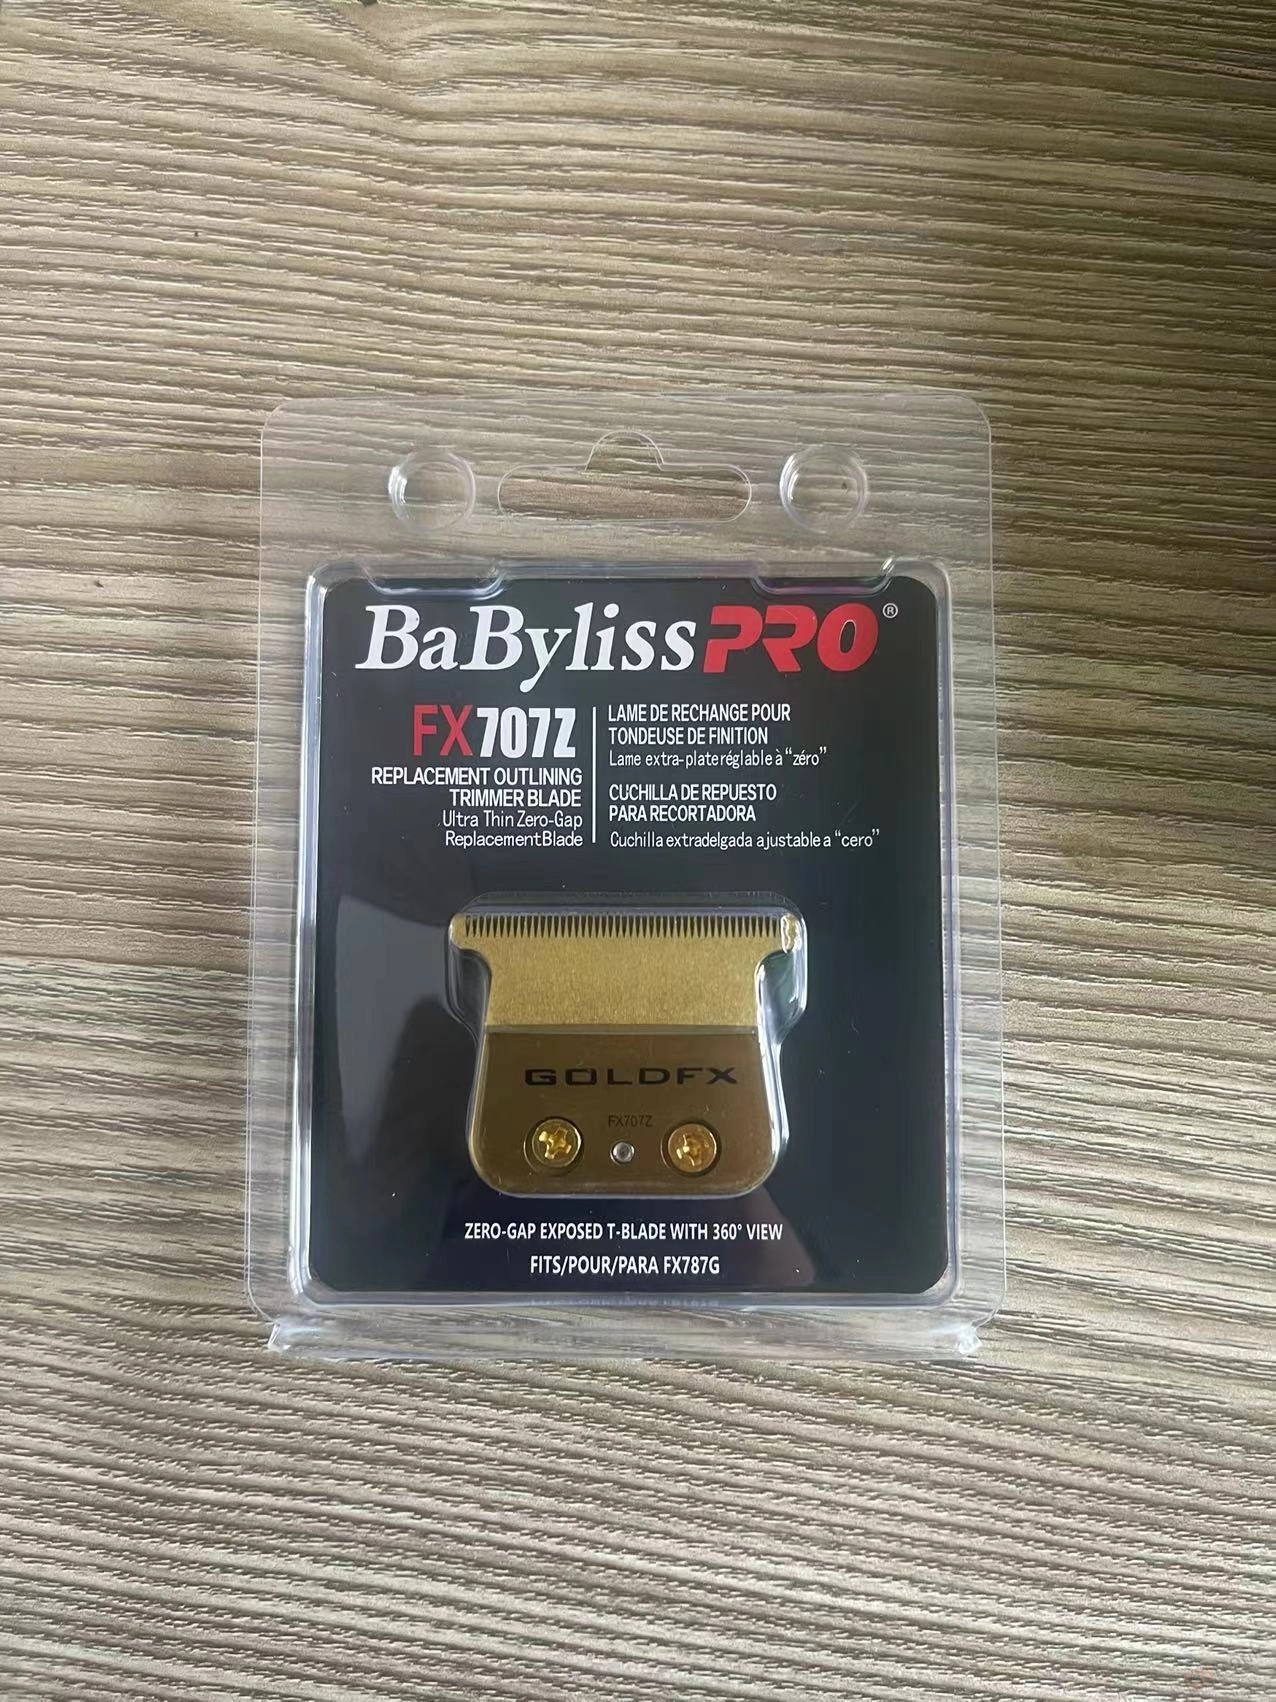 BaBylissPRO®
FX707Z
REPLACEMENT OUTLINING
TRIMMER BLADE
Ultra Thin Zero-Gap
ReplacementBlade
LAME DE RECHANGE POUR
TONDEUSE DE FINITION
Lame extra-plate réglable à “zéro”
CUCHILLA DE REPUESTO
PARA RECORTADORA
Cuchilla extradelgada ajustable a “cero”
GOLDFX
FX707Z
ZERO-GAP EXPOSED T-BLADE WITH 360° VIEW
FITS/POUR/PARA FX787G